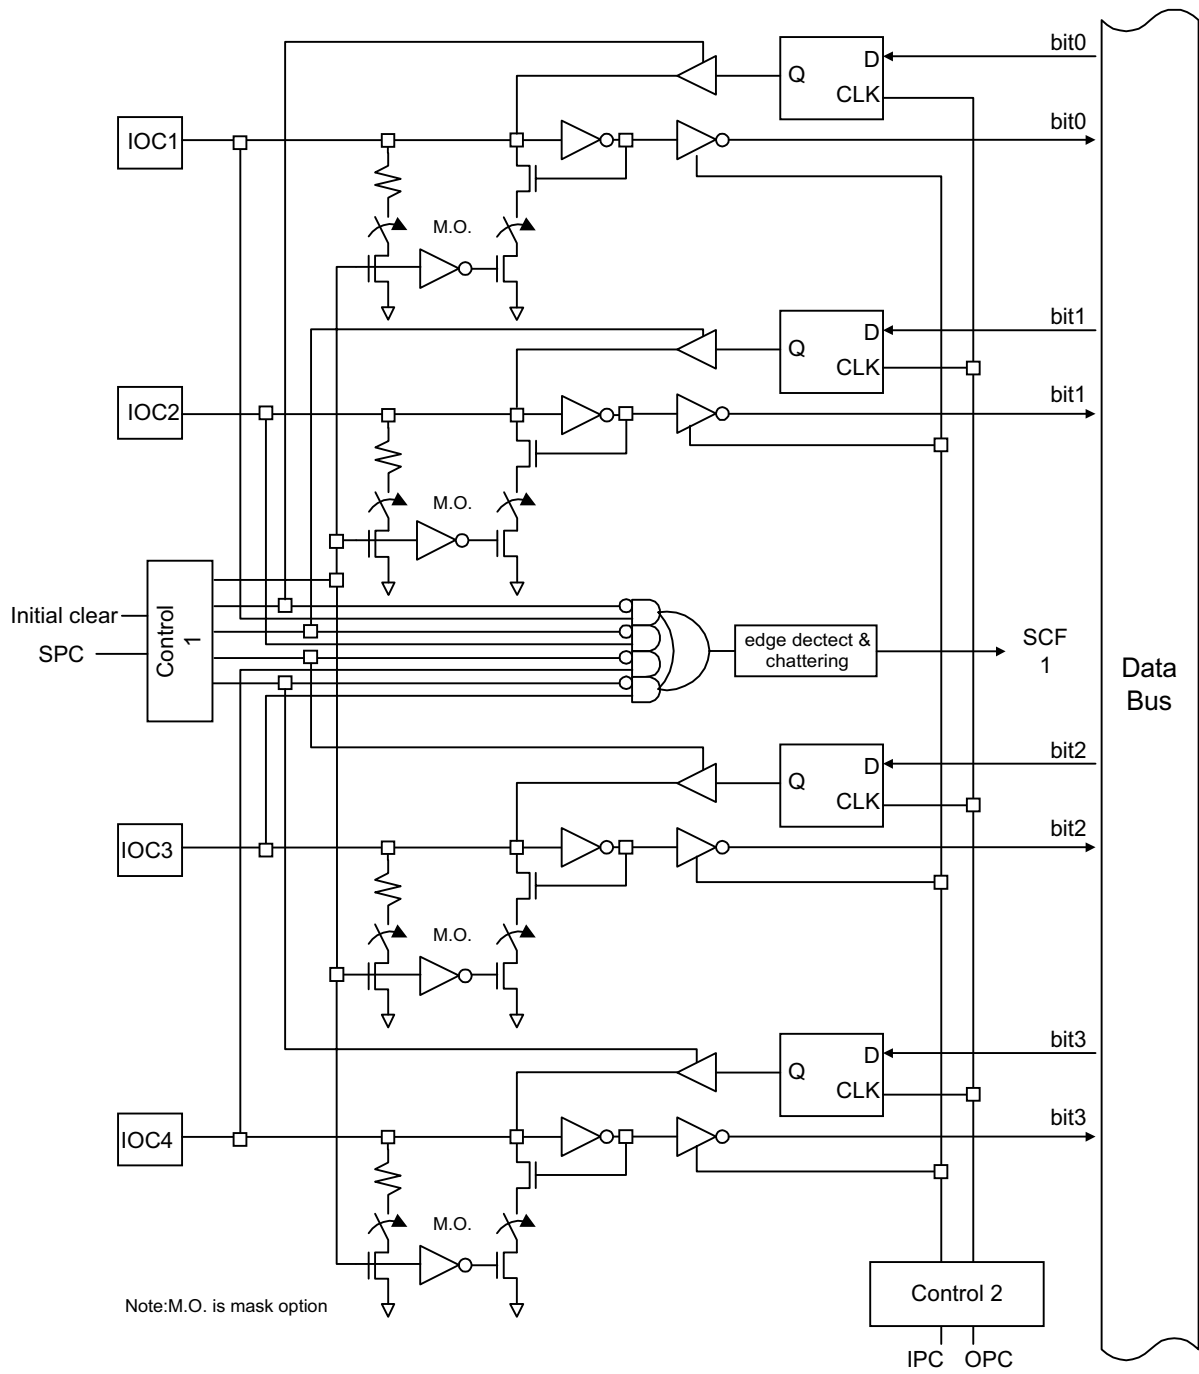 bit0
D
Q
CLK
bit0
IOC1
M.O.
bit1
D
Q
CLK
bit1
IOC2
M.O.
Control
1
Initial clear
SPC
edge dectect &
chattering
SCF
1
Data
Bus
bit2
D
Q
CLK
bit2
IOC3
M.O.
bit3
D
Q
CLK
bit3
IOC4
M.O.
Control 2
Note:M.O. is mask option
IPC OPC